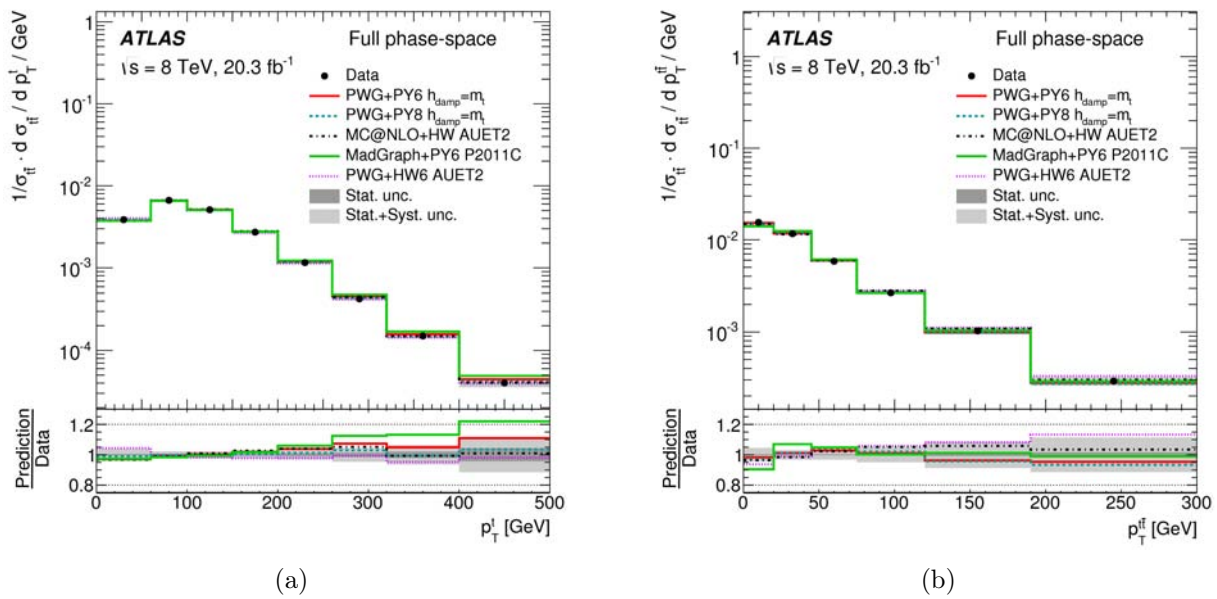 ATLAS Full phase-space
√s = 8 TeV, 20.3 fb⁻¹
Data
PWG+PY6 h_damp=m_t
PWG+PY8 h_damp=m_t
MC@NLO+HW AUET2
MadGraph+PY6 P2011C
PWG+HW6 AUET2
Stat. unc.
Stat.+Syst. unc.
1/σ_tt̄ · d σ_tt̄ / d p_T^t / GeV
1
10⁻¹
10⁻²
10⁻³
10⁻⁴
Prediction
Data
1.2
1
0.8
0 100 200 300 400 500
p_T^t [GeV]
(a)
ATLAS Full phase-space
√s = 8 TeV, 20.3 fb⁻¹
Data
PWG+PY6 h_damp=m_t
PWG+PY8 h_damp=m_t
MC@NLO+HW AUET2
MadGraph+PY6 P2011C
PWG+HW6 AUET2
Stat. unc.
Stat.+Syst. unc.
1/σ_tt̄ · d σ_tt̄ / d p_T^tt̄ / GeV
1
10⁻¹
10⁻²
10⁻³
Prediction
Data
1.2
1
0.8
0 50 100 150 200 250 300
p_T^tt̄ [GeV]
(b)